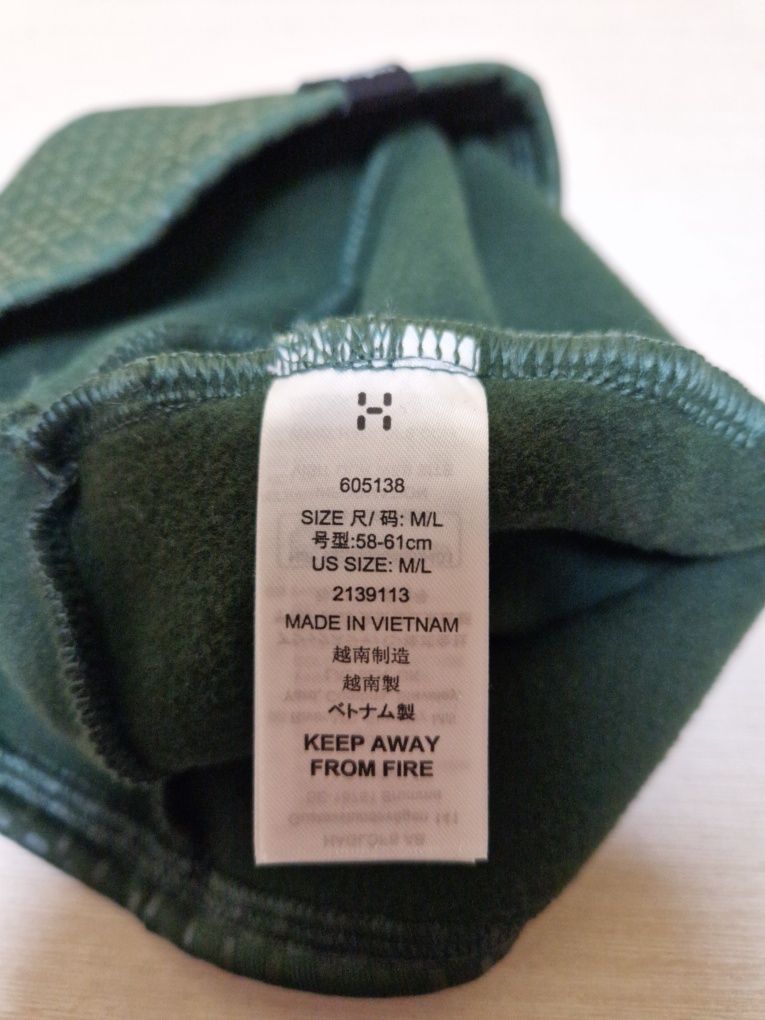 605138
SIZE 尺/ 码: M/L
号型:58-61cm
US SIZE: M/L
2139113
MADE IN VIETNAM
越南制造
越南製
ベトナム製
KEEP AWAY
FROM FIRE